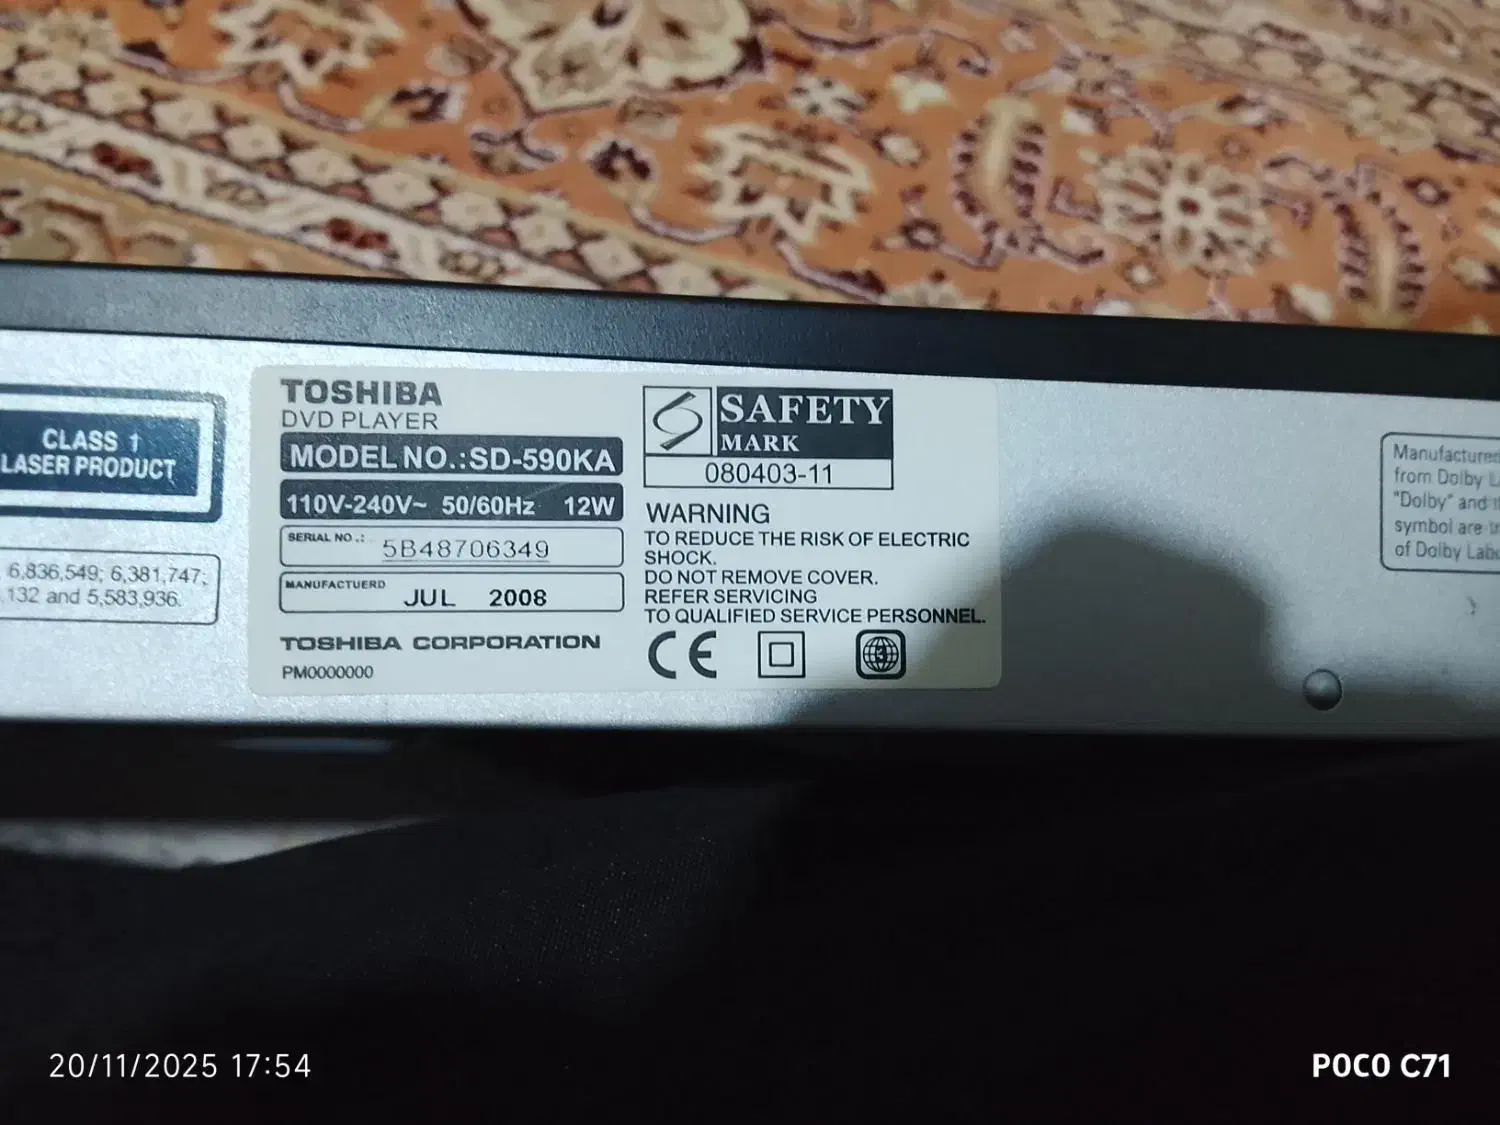 CLASS 1
LASER PRODUCT
6,836,549; 6,381,747;
,132 and 5,583,936.
TOSHIBA
DVD PLAYER
MODEL NO.:SD-590KA
110V-240V~ 50/60Hz 12W
SERIAL NO.: 5B48706349
MANUFACTUERD
JUL 2008
TOSHIBA CORPORATION
PM0000000
SAFETY
MARK
080403-11
WARNING
TO REDUCE THE RISK OF ELECTRIC
SHOCK.
DO NOT REMOVE COVER.
REFER SERVICING
TO QUALIFIED SERVICE PERSONNEL.
CE
3
Manufactured
from Dolby
"Dolby" and
symbol are
of Dolby
20/11/2025 17:54
POCO C71